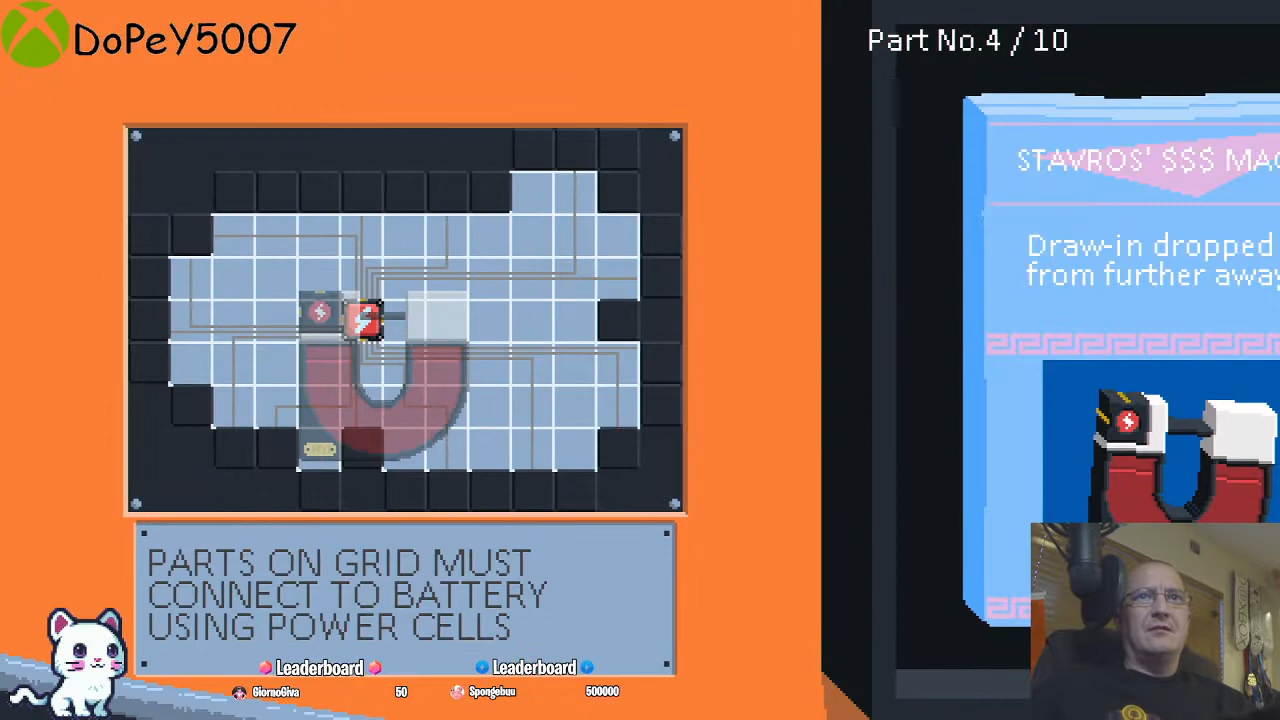 DoPeY5007
Part No.4 / 10
STAVROS' $$$ MAG
Draw-in dropped
from further away
PARTS ON GRID MUST
CONNECT TO BATTERY
USING POWER CELLS
Leaderboard
Leaderboard
GiornoGiva 50
Spongebuu 500000